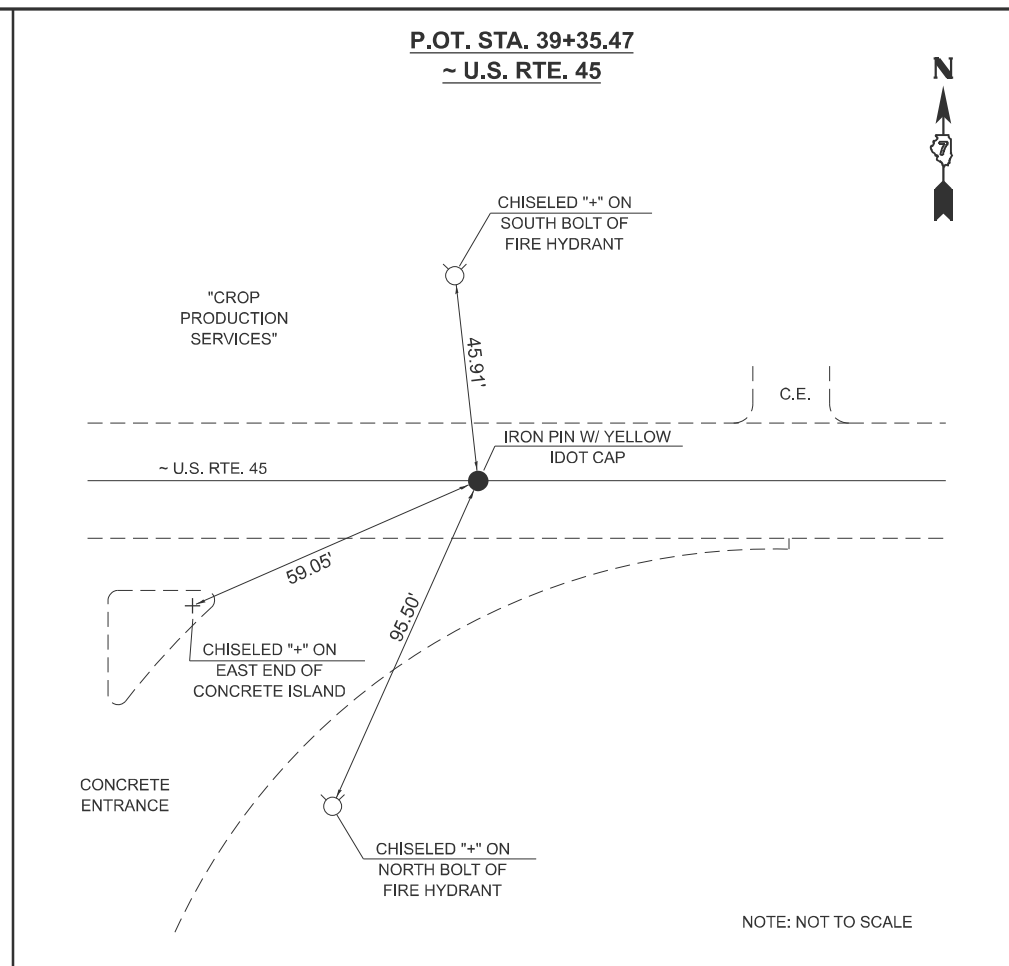 P.OT. STA. 39+35.47
~ U.S. RTE. 45
N
7
CHISELED "+" ON
SOUTH BOLT OF
FIRE HYDRANT
"CROP
PRODUCTION
SERVICES"
45.91'
C.E.
IRON PIN W/ YELLOW
IDOT CAP
~ U.S. RTE. 45
59.05'
95.50'
CHISELED "+" ON
EAST END OF
CONCRETE ISLAND
CONCRETE
ENTRANCE
CHISELED "+" ON
NORTH BOLT OF
FIRE HYDRANT
NOTE: NOT TO SCALE